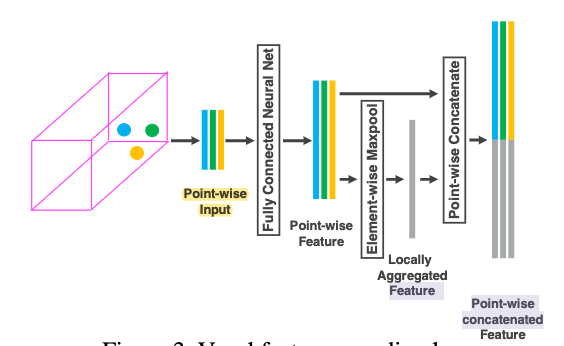 Fully Connected Neural Net
Element-wise Maxpool
Point-wise Concatenate
Point-wise
Input
Point-wise
Feature
Locally
Aggregated
Feature
Point-wise
concatenated
Feature